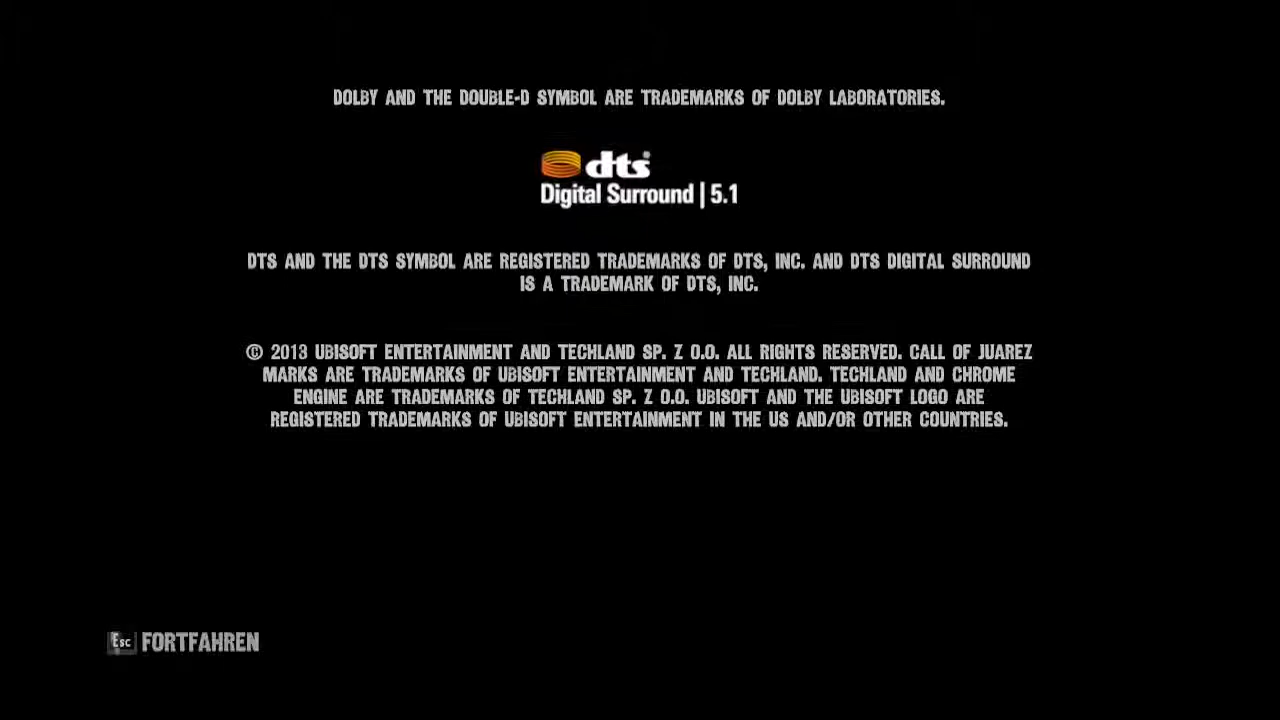 DOLBY AND THE DOUBLE-D SYMBOL ARE TRADEMARKS OF DOLBY LABORATORIES.
dts®
Digital Surround | 5.1
DTS AND THE DTS SYMBOL ARE REGISTERED TRADEMARKS OF DTS, INC. AND DTS DIGITAL SURROUND
IS A TRADEMARK OF DTS, INC.
© 2013 UBISOFT ENTERTAINMENT AND TECHLAND SP. Z O.O. ALL RIGHTS RESERVED. CALL OF JUAREZ
MARKS ARE TRADEMARKS OF UBISOFT ENTERTAINMENT AND TECHLAND. TECHLAND AND CHROME
ENGINE ARE TRADEMARKS OF TECHLAND SP. Z O.O. UBISOFT AND THE UBISOFT LOGO ARE
REGISTERED TRADEMARKS OF UBISOFT ENTERTAINMENT IN THE US AND/OR OTHER COUNTRIES.
Esc FORTFAHREN